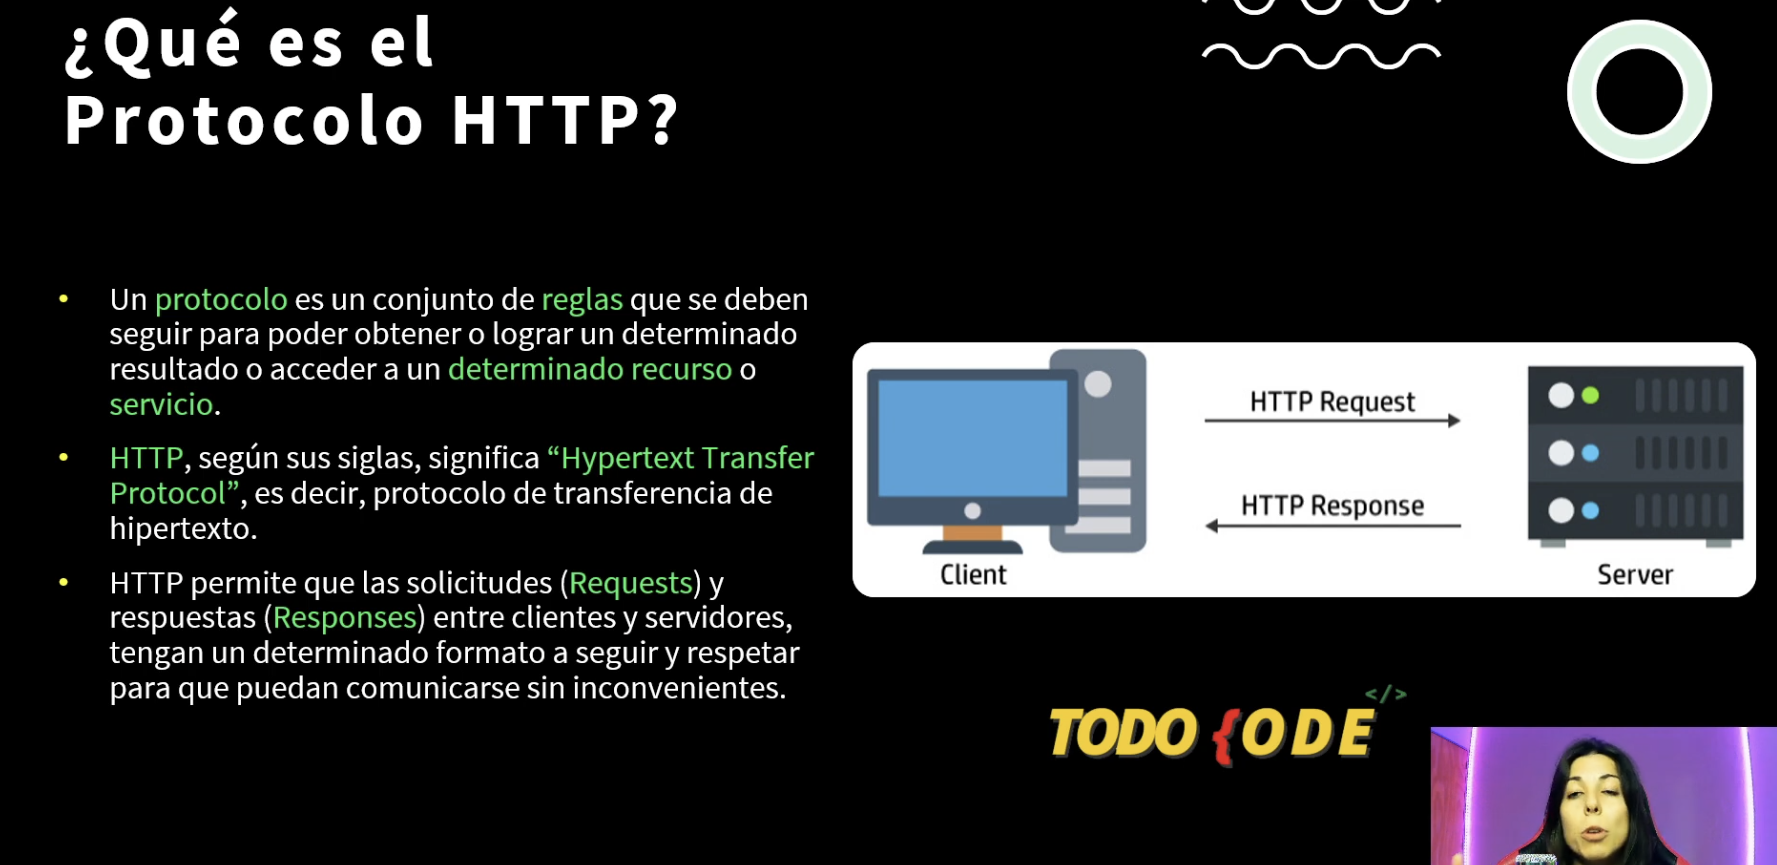 ¿Qué es el
Protocolo HTTP?
• Un protocolo es un conjunto de reglas que se deben
seguir para poder obtener o lograr un determinado
resultado o acceder a un determinado recurso o
servicio.
• HTTP, según sus siglas, significa “Hypertext Transfer
Protocol”, es decir, protocolo de transferencia de
hipertexto.
• HTTP permite que las solicitudes (Requests) y
respuestas (Responses) entre clientes y servidores,
tengan un determinado formato a seguir y respetar
para que puedan comunicarse sin inconvenientes.
HTTP Request
HTTP Response
Client
Server
</>
TODO {ODE